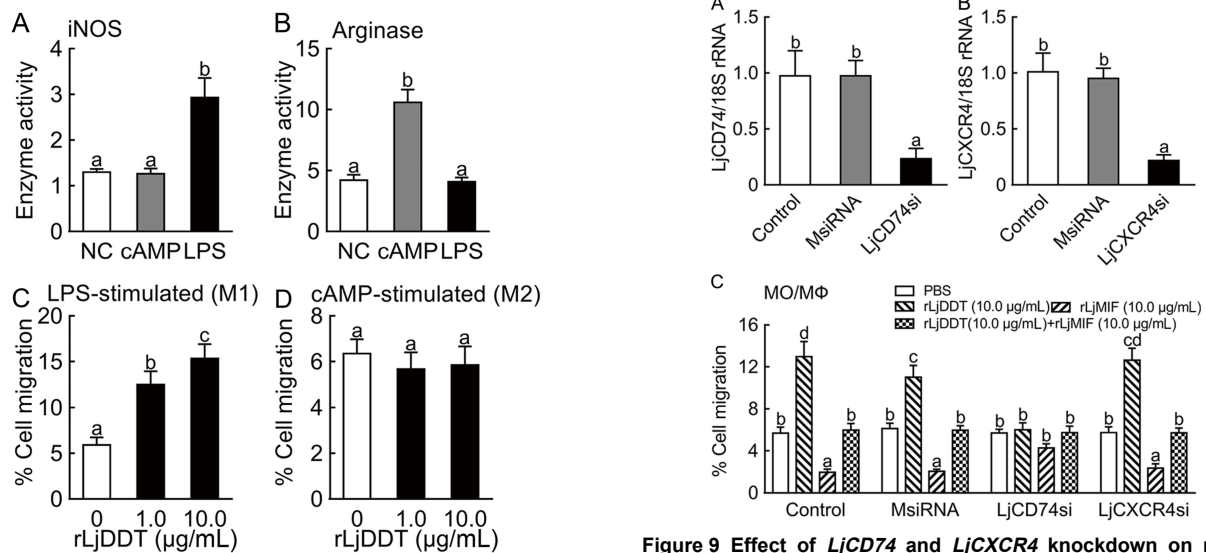 A iNOS
Enzyme activity
4
3
2
1
0
a
a
b
NC cAMP LPS
B Arginase
Enzyme activity
15
10
5
0
a
b
a
NC cAMP LPS
C LPS-stimulated (M1)
% Cell migration
20
15
10
5
0
a
b
c
0 1.0 10.0
rLjDDT (μg/mL)
D cAMP-stimulated (M2)
% Cell migration
8
6
4
2
0
a
a
a
0 1.0 10.0
rLjDDT (μg/mL)
A
LjCD74/18S rRNA
1.5
1.0
0.5
0
b
b
a
Control
MsiRNA
LjCD74si
B
LjCXCR4/18S rRNA
1.5
1.0
0.5
0
b
b
a
Control
MsiRNA
LjCXCR4si
C MO/MΦ
PBS
rLjDDT (10.0 μg/mL) rLjMIF (10.0 μg/mL)
rLjDDT(10.0 μg/mL)+rLjMIF (10.0 μg/mL)
% Cell migration
16
12
8
4
0
b d a b
b c a b
b b b b
b cd a b
Control MsiRNA LjCD74si LjCXCR4si
Figure 9 Effect of LjCD74 and LjCXCR4 knockdown on